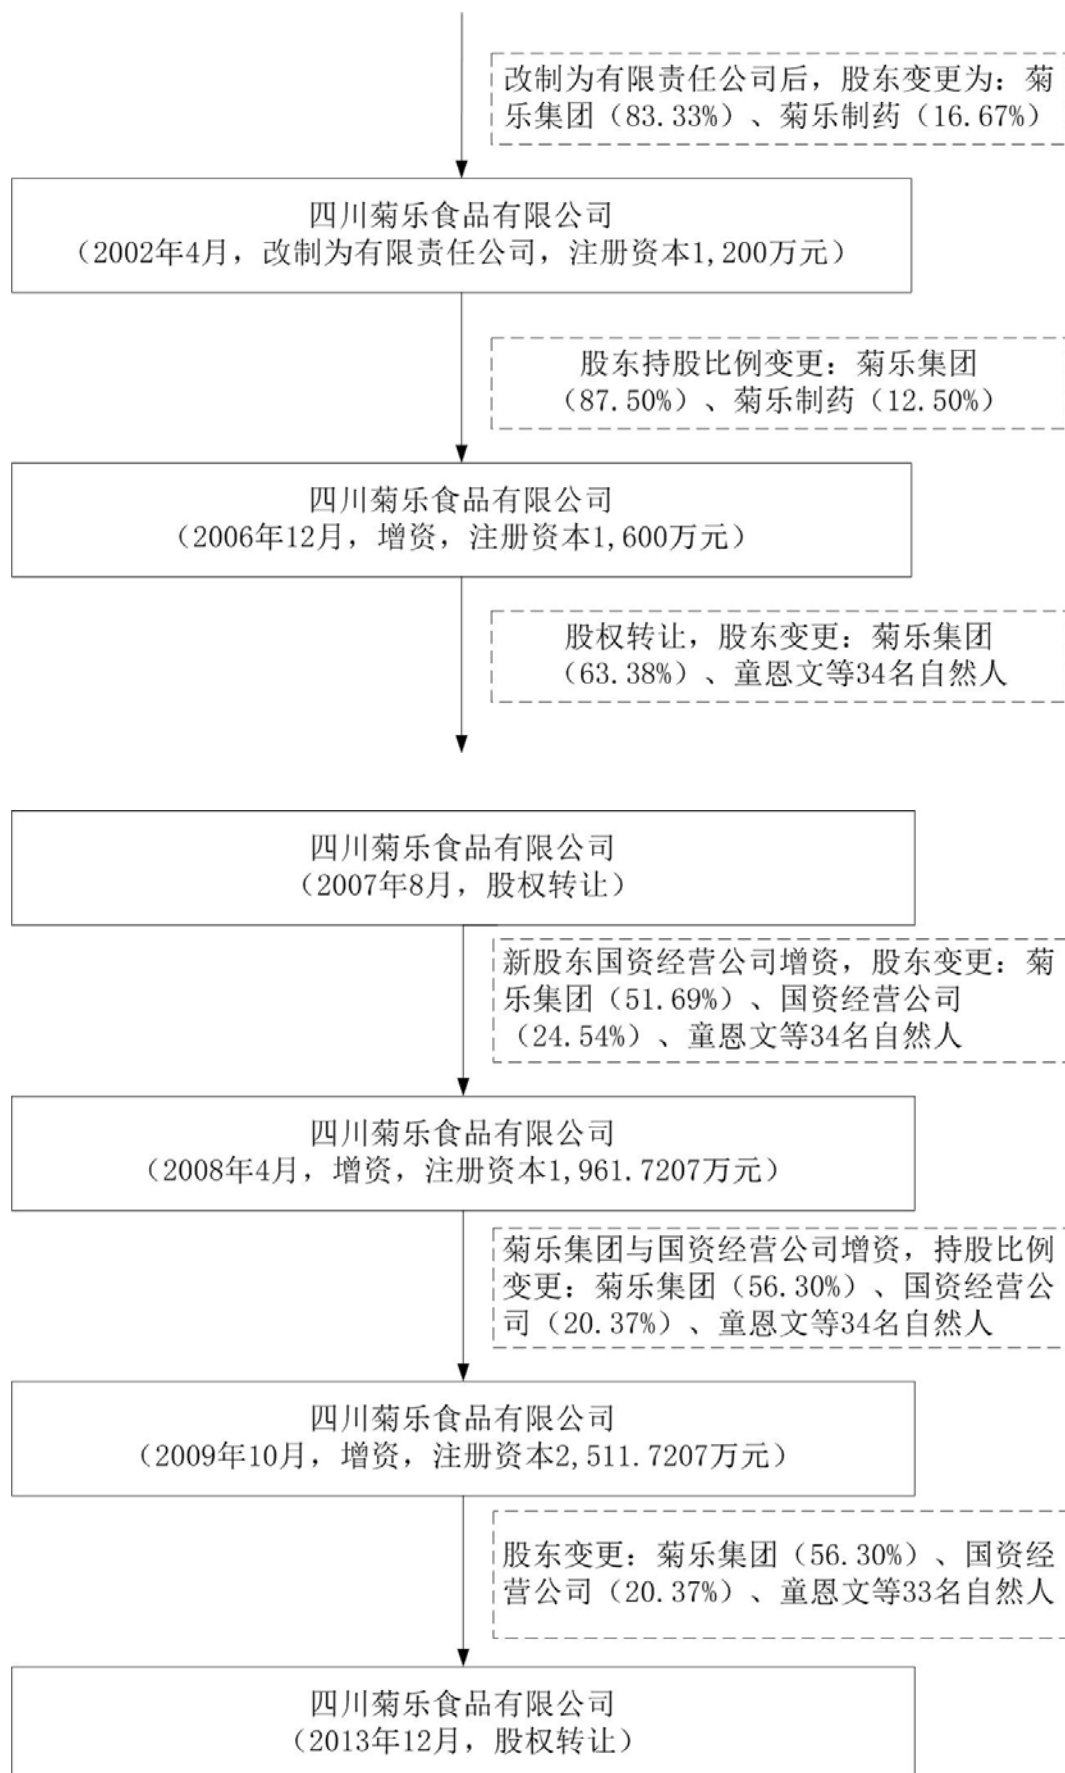 改制为有限责任公司后，股东变更为：菊
乐集团（83.33%）、菊乐制药（16.67%）
四川菊乐食品有限公司
（2002年4月，改制为有限责任公司，注册资本1,200万元）
股东持股比例变更：菊乐集团
（87.50%）、菊乐制药（12.50%）
四川菊乐食品有限公司
（2006年12月，增资，注册资本1,600万元）
股权转让，股东变更：菊乐集团
（63.38%）、童恩文等34名自然人
四川菊乐食品有限公司
（2007年8月，股权转让）
新股东国资经营公司增资，股东变更：菊
乐集团（51.69%）、国资经营公司
（24.54%）、童恩文等34名自然人
四川菊乐食品有限公司
（2008年4月，增资，注册资本1,961.7207万元）
菊乐集团与国资经营公司增资，持股比例
变更：菊乐集团（56.30%）、国资经营公
司（20.37%）、童恩文等34名自然人
四川菊乐食品有限公司
（2009年10月，增资，注册资本2,511.7207万元）
股东变更：菊乐集团（56.30%）、国资经
营公司（20.37%）、童恩文等33名自然人
四川菊乐食品有限公司
（2013年12月，股权转让）